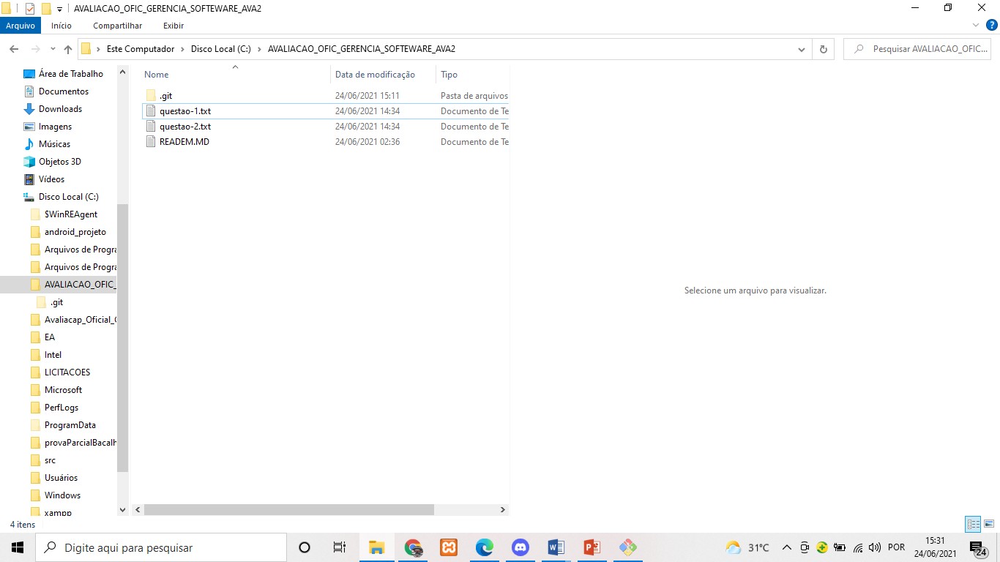 AVALIACAO_OFIC_GERENCIA_SOFTEWARE_AVA2
Arquivo Início Compartilhar Exibir
Este Computador Disco Local (C:) AVALIACAO_OFIC_GERENCIA_SOFTEWARE_AVA2
Pesquisar AVALIACAO_OFIC...
Área de Trabalho
Documentos
Downloads
Imagens
Músicas
Objetos 3D
Vídeos
Disco Local (C:)
$WinREAgent
android_projeto
Arquivos de Progra
Arquivos de Progra
AVALIACAO_OFIC_
.git
Avaliacap_Oficial_G
EA
Intel
LICITACOES
Microsoft
PerfLogs
ProgramData
provaParcialBacalh
src
Usuários
Windows
xampp
Nome Data de modificação Tipo
.git 24/06/2021 15:11 Pasta de arquivos
questao-1.txt 24/06/2021 14:34 Documento de Te
questao-2.txt 24/06/2021 14:34 Documento de Te
READEM.MD 24/06/2021 02:36 Documento de Te
Selecione um arquivo para visualizar.
4 itens
Digite aqui para pesquisar
31°C
POR
15:31
24/06/2021
24